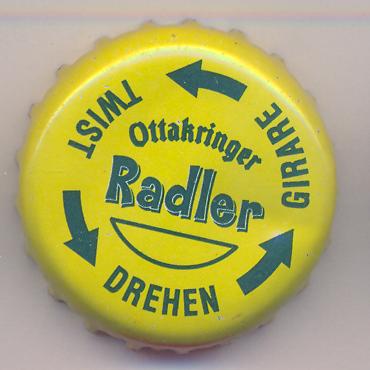 Ottakringer
Radler
TWIST
GIRARE
DREHEN